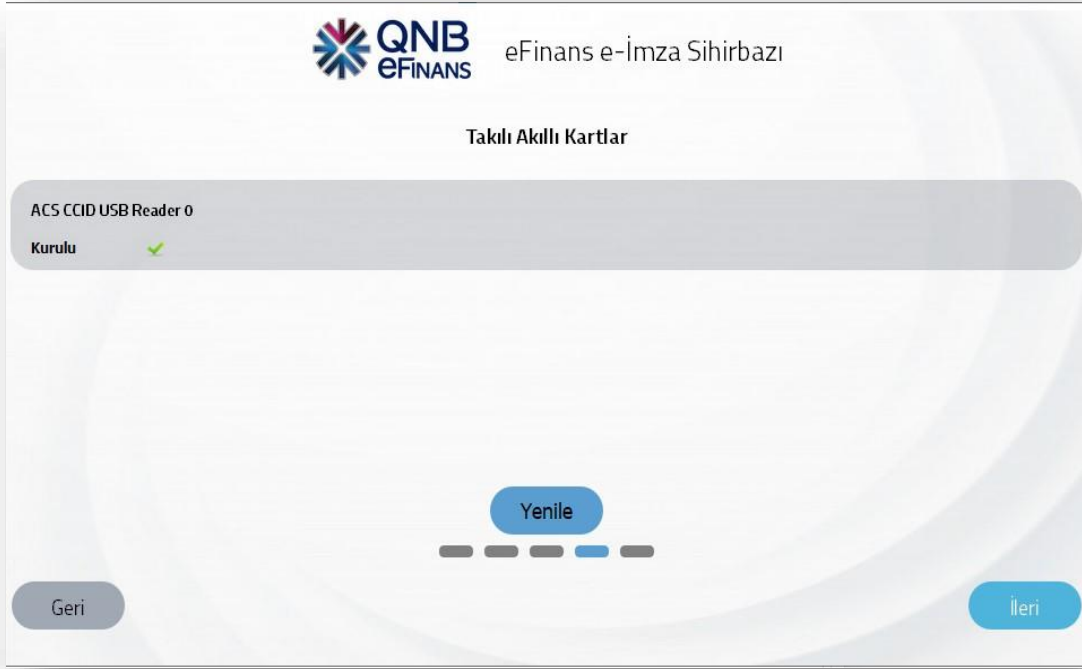 QNB
eFinans
eFinans e-İmza Sihirbazı
Takılı Akıllı Kartlar
ACS CCID USB Reader 0
Kurulu
Yenile
Geri
İleri